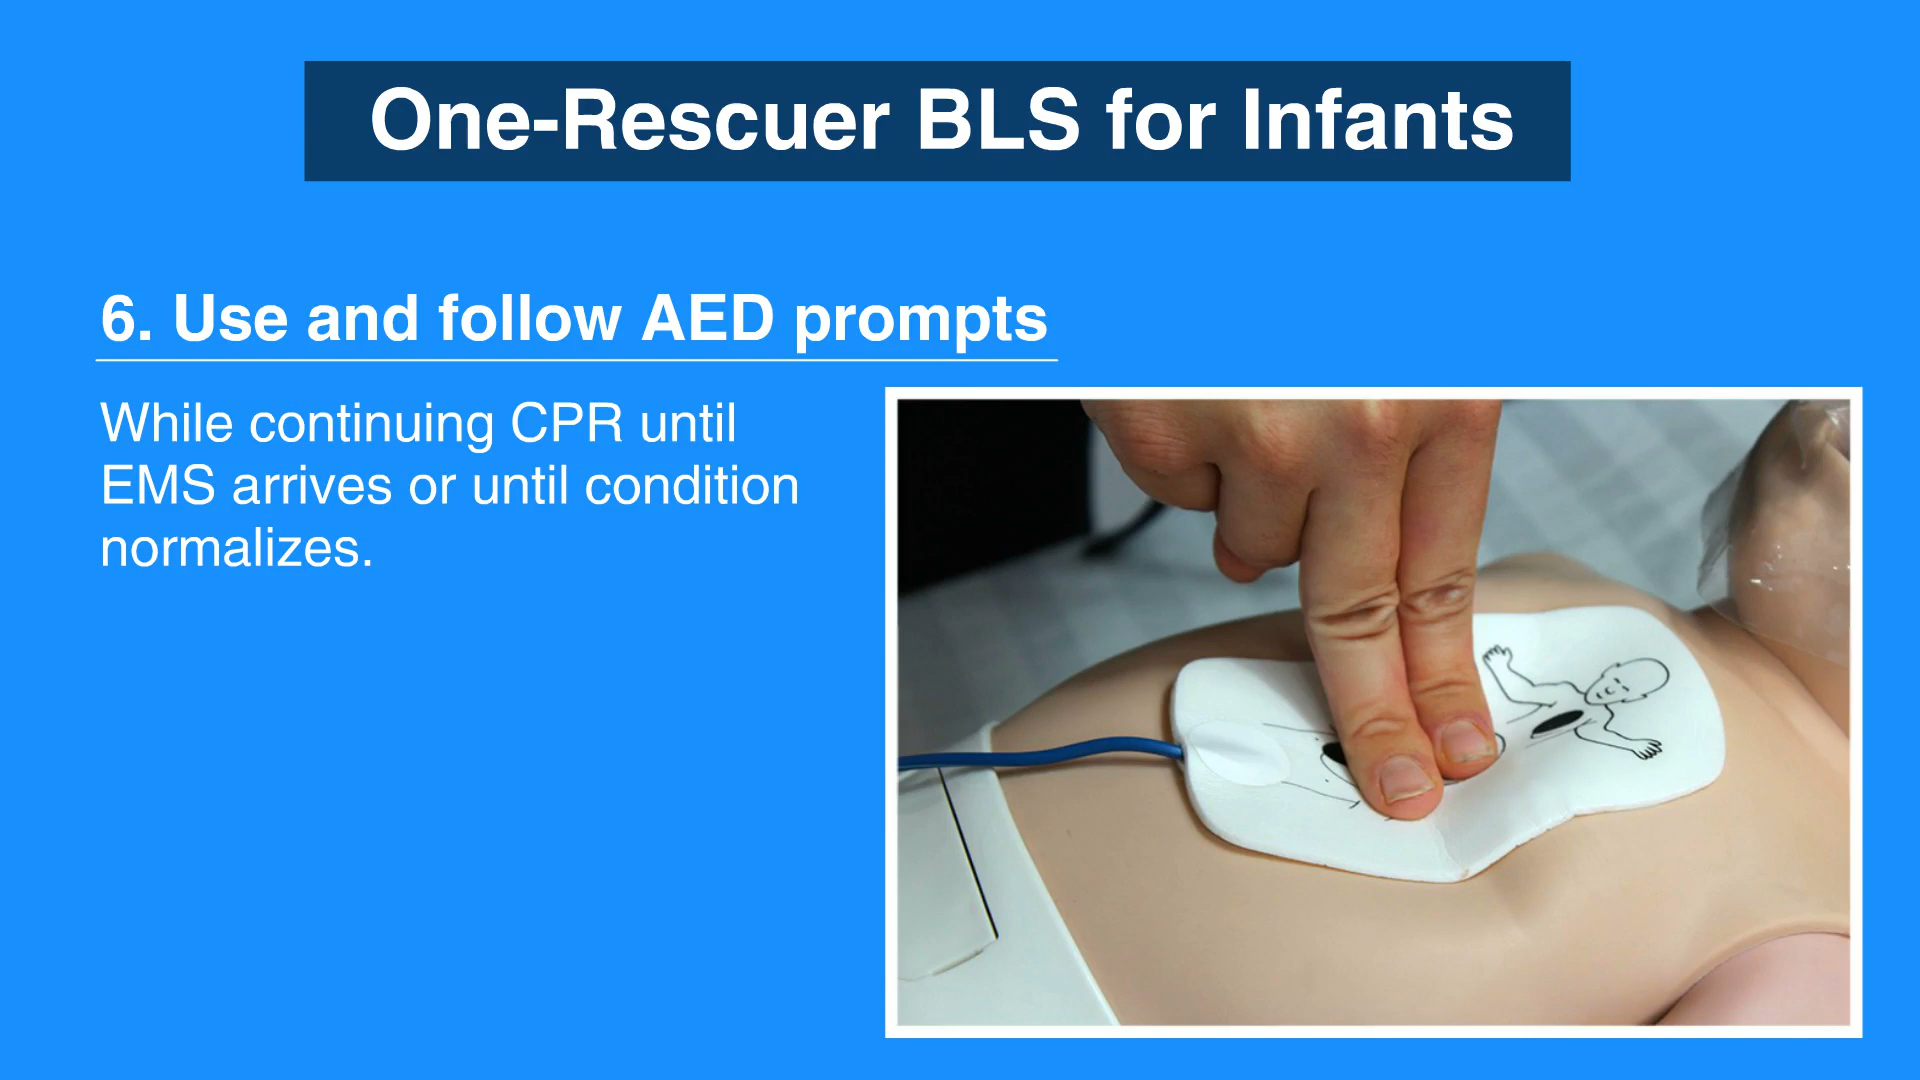 One-Rescuer BLS for Infants
6. Use and follow AED prompts
While continuing CPR until
EMS arrives or until condition
normalizes.